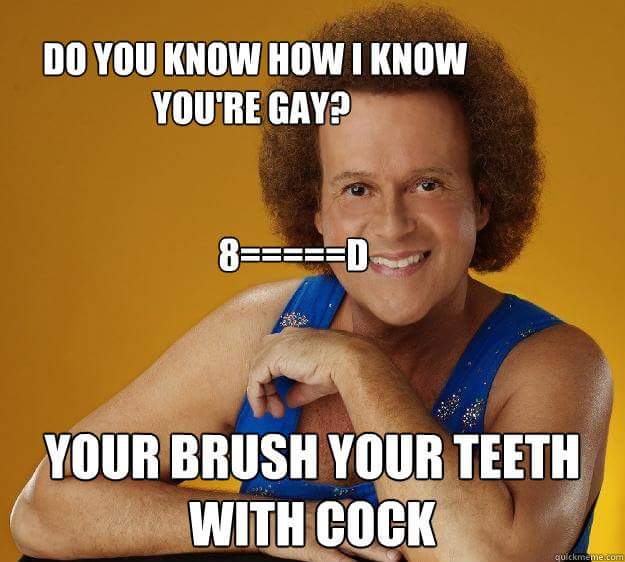 DO YOU KNOW HOW I KNOW
YOU'RE GAY?
8=====D
YOUR BRUSH YOUR TEETH
WITH COCK
quickmeme.com